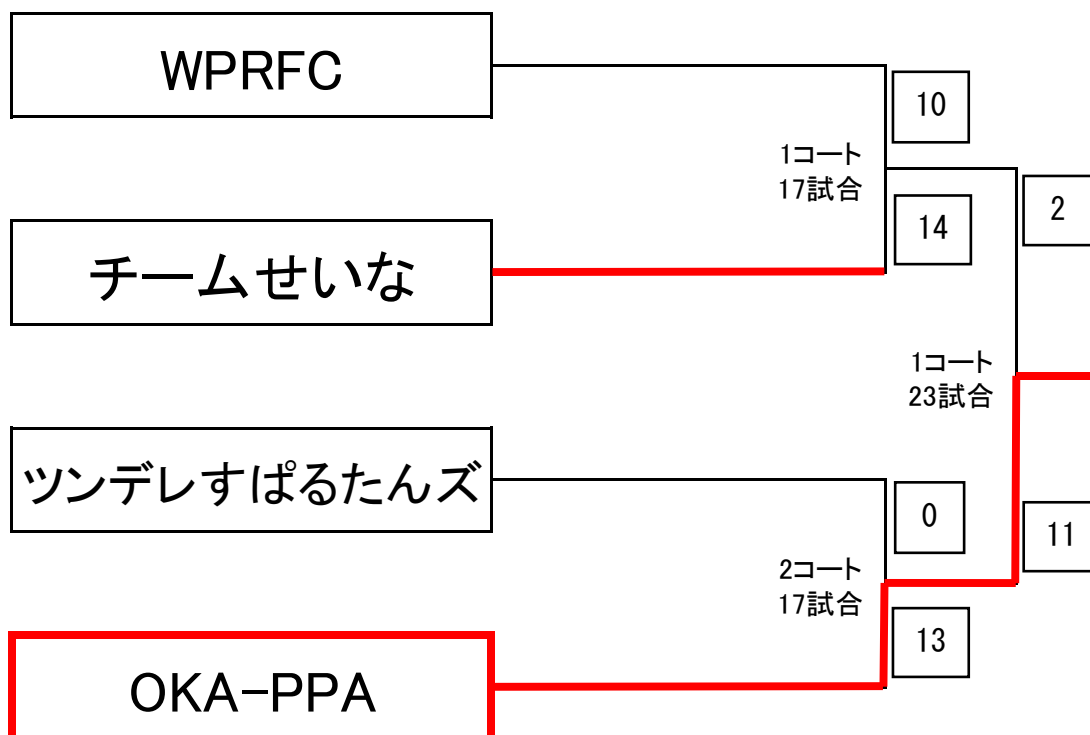 WPRFC
10
1コート
17試合
2
14
チームせいな
1コート
23試合
ツンデレすぱるたんズ
0
11
2コート
17試合
13
OKA-PPA